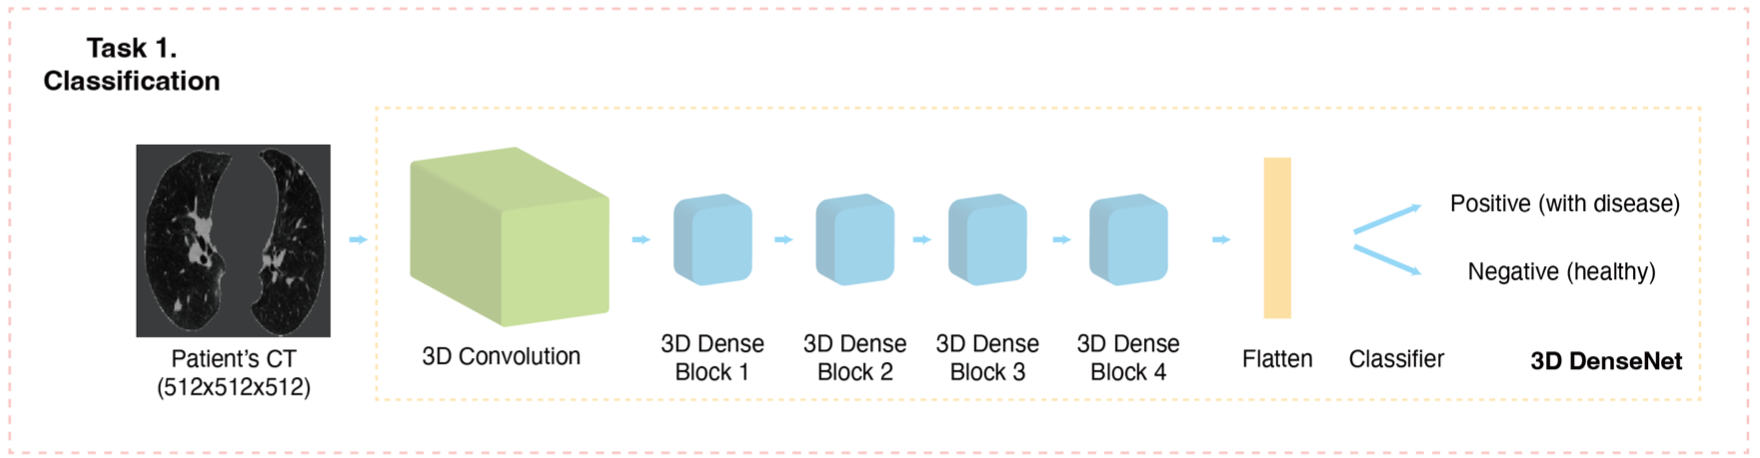 Task 1.
Classification
Patient's CT
(512x512x512)
3D Convolution
3D Dense
Block 1
3D Dense
Block 2
3D Dense
Block 3
3D Dense
Block 4
Flatten
Classifier
Positive (with disease)
Negative (healthy)
3D DenseNet